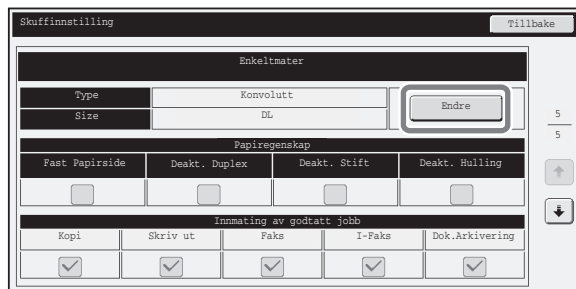 Skuffinnstilling Tillbake
Enkeltmater
Type Konvolutt Endre
Size DL
5
5
Papiregenskap
Fast Papirside Deakt. Duplex Deakt. Stift Deakt. Hulling
Innmating av godtatt jobb
Kopi Skriv ut Faks I-Faks Dok.Arkivering